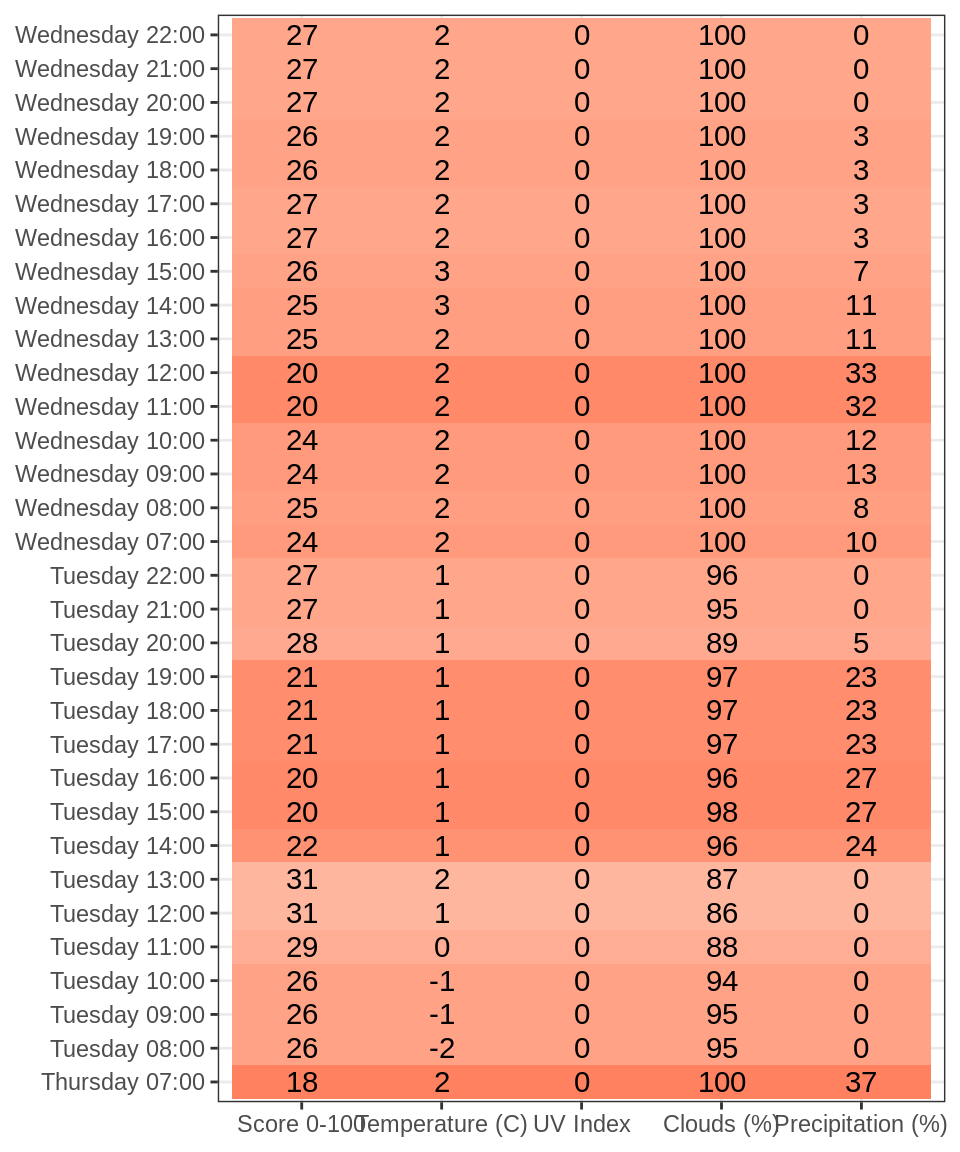 Wednesday 22:00 27 2 0 100 0
Wednesday 21:00 27 2 0 100 0
Wednesday 20:00 27 2 0 100 0
Wednesday 19:00 26 2 0 100 3
Wednesday 18:00 26 2 0 100 3
Wednesday 17:00 27 2 0 100 3
Wednesday 16:00 27 2 0 100 3
Wednesday 15:00 26 3 0 100 7
Wednesday 14:00 25 3 0 100 11
Wednesday 13:00 25 2 0 100 11
Wednesday 12:00 20 2 0 100 33
Wednesday 11:00 20 2 0 100 32
Wednesday 10:00 24 2 0 100 12
Wednesday 09:00 24 2 0 100 13
Wednesday 08:00 25 2 0 100 8
Wednesday 07:00 24 2 0 100 10
Tuesday 22:00 27 1 0 96 0
Tuesday 21:00 27 1 0 95 0
Tuesday 20:00 28 1 0 89 5
Tuesday 19:00 21 1 0 97 23
Tuesday 18:00 21 1 0 97 23
Tuesday 17:00 21 1 0 97 23
Tuesday 16:00 20 1 0 96 27
Tuesday 15:00 20 1 0 98 27
Tuesday 14:00 22 1 0 96 24
Tuesday 13:00 31 2 0 87 0
Tuesday 12:00 31 1 0 86 0
Tuesday 11:00 29 0 0 88 0
Tuesday 10:00 26 -1 0 94 0
Tuesday 09:00 26 -1 0 95 0
Tuesday 08:00 26 -2 0 95 0
Thursday 07:00 18 2 0 100 37
Score 0-100 Temperature (C) UV Index Clouds (%) Precipitation (%)